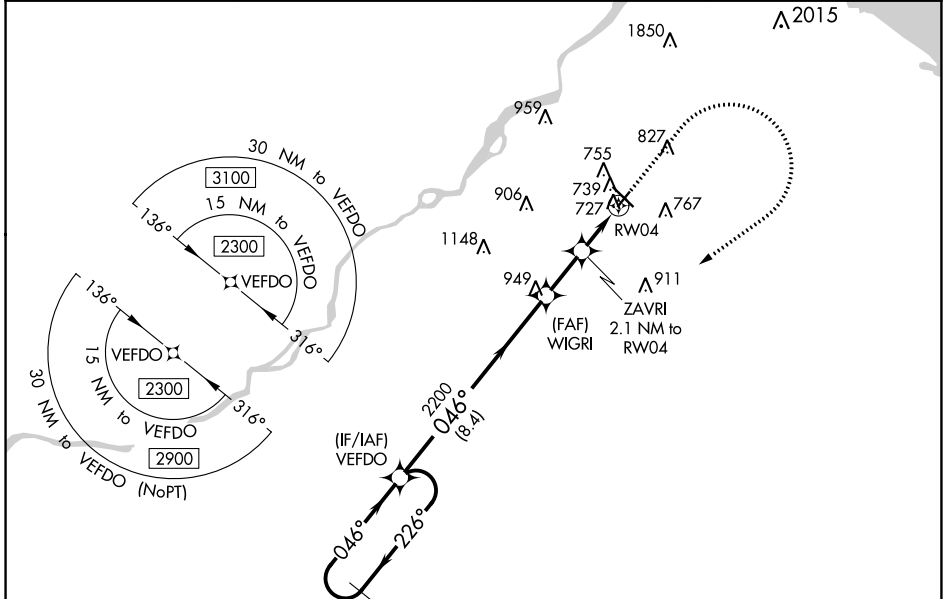 2015
1850
959
827
755
739
727
767
906
RW04
1148
949
911
ZAVRI
2.1 NM to
RW04
(FAF)
WIGRI
30 NM to VEFDO
3100
15 NM to VEFDO
2300
136°
VEFDO
316°
136°
VEFDO
15 NM to VEFDO
2300
316°
30 NM to VEFDO (NoPT)
2900
2200
046°
(8.4)
(IF/IAF)
VEFDO
046°
226°